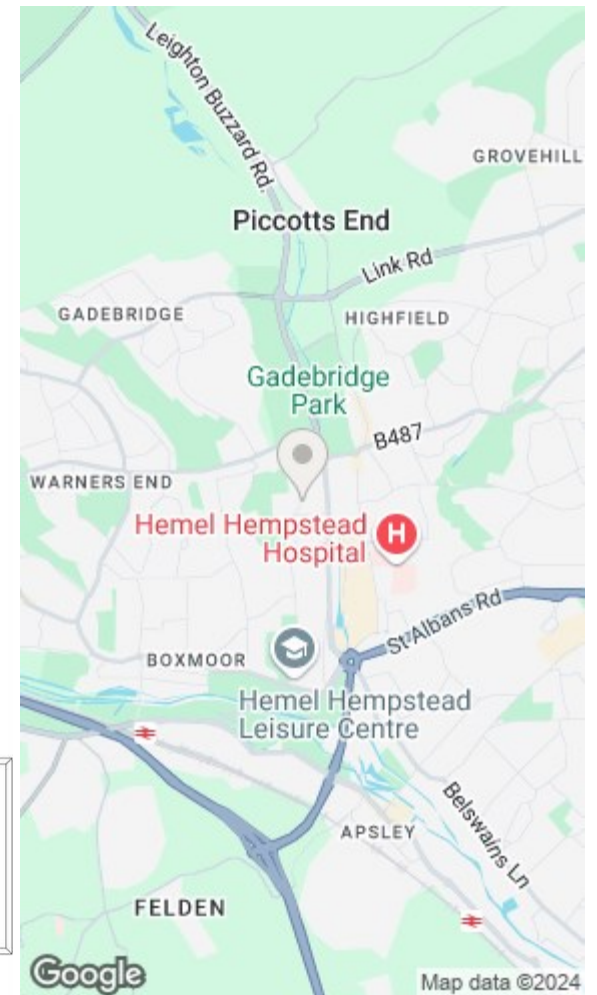 Leighton Buzzard Rd.
GROVEHILL
Piccotts End
Link Rd
GADEBRIDGE
HIGHFIELD
Gadebridge
Park
B487
WARNERS END
Hemel Hempstead
Hospital
H
St Albans Rd
BOXMOOR
Hemel Hempstead
Leisure Centre
Belswains Ln
APSLEY
FELDEN
Google
Map data ©2024